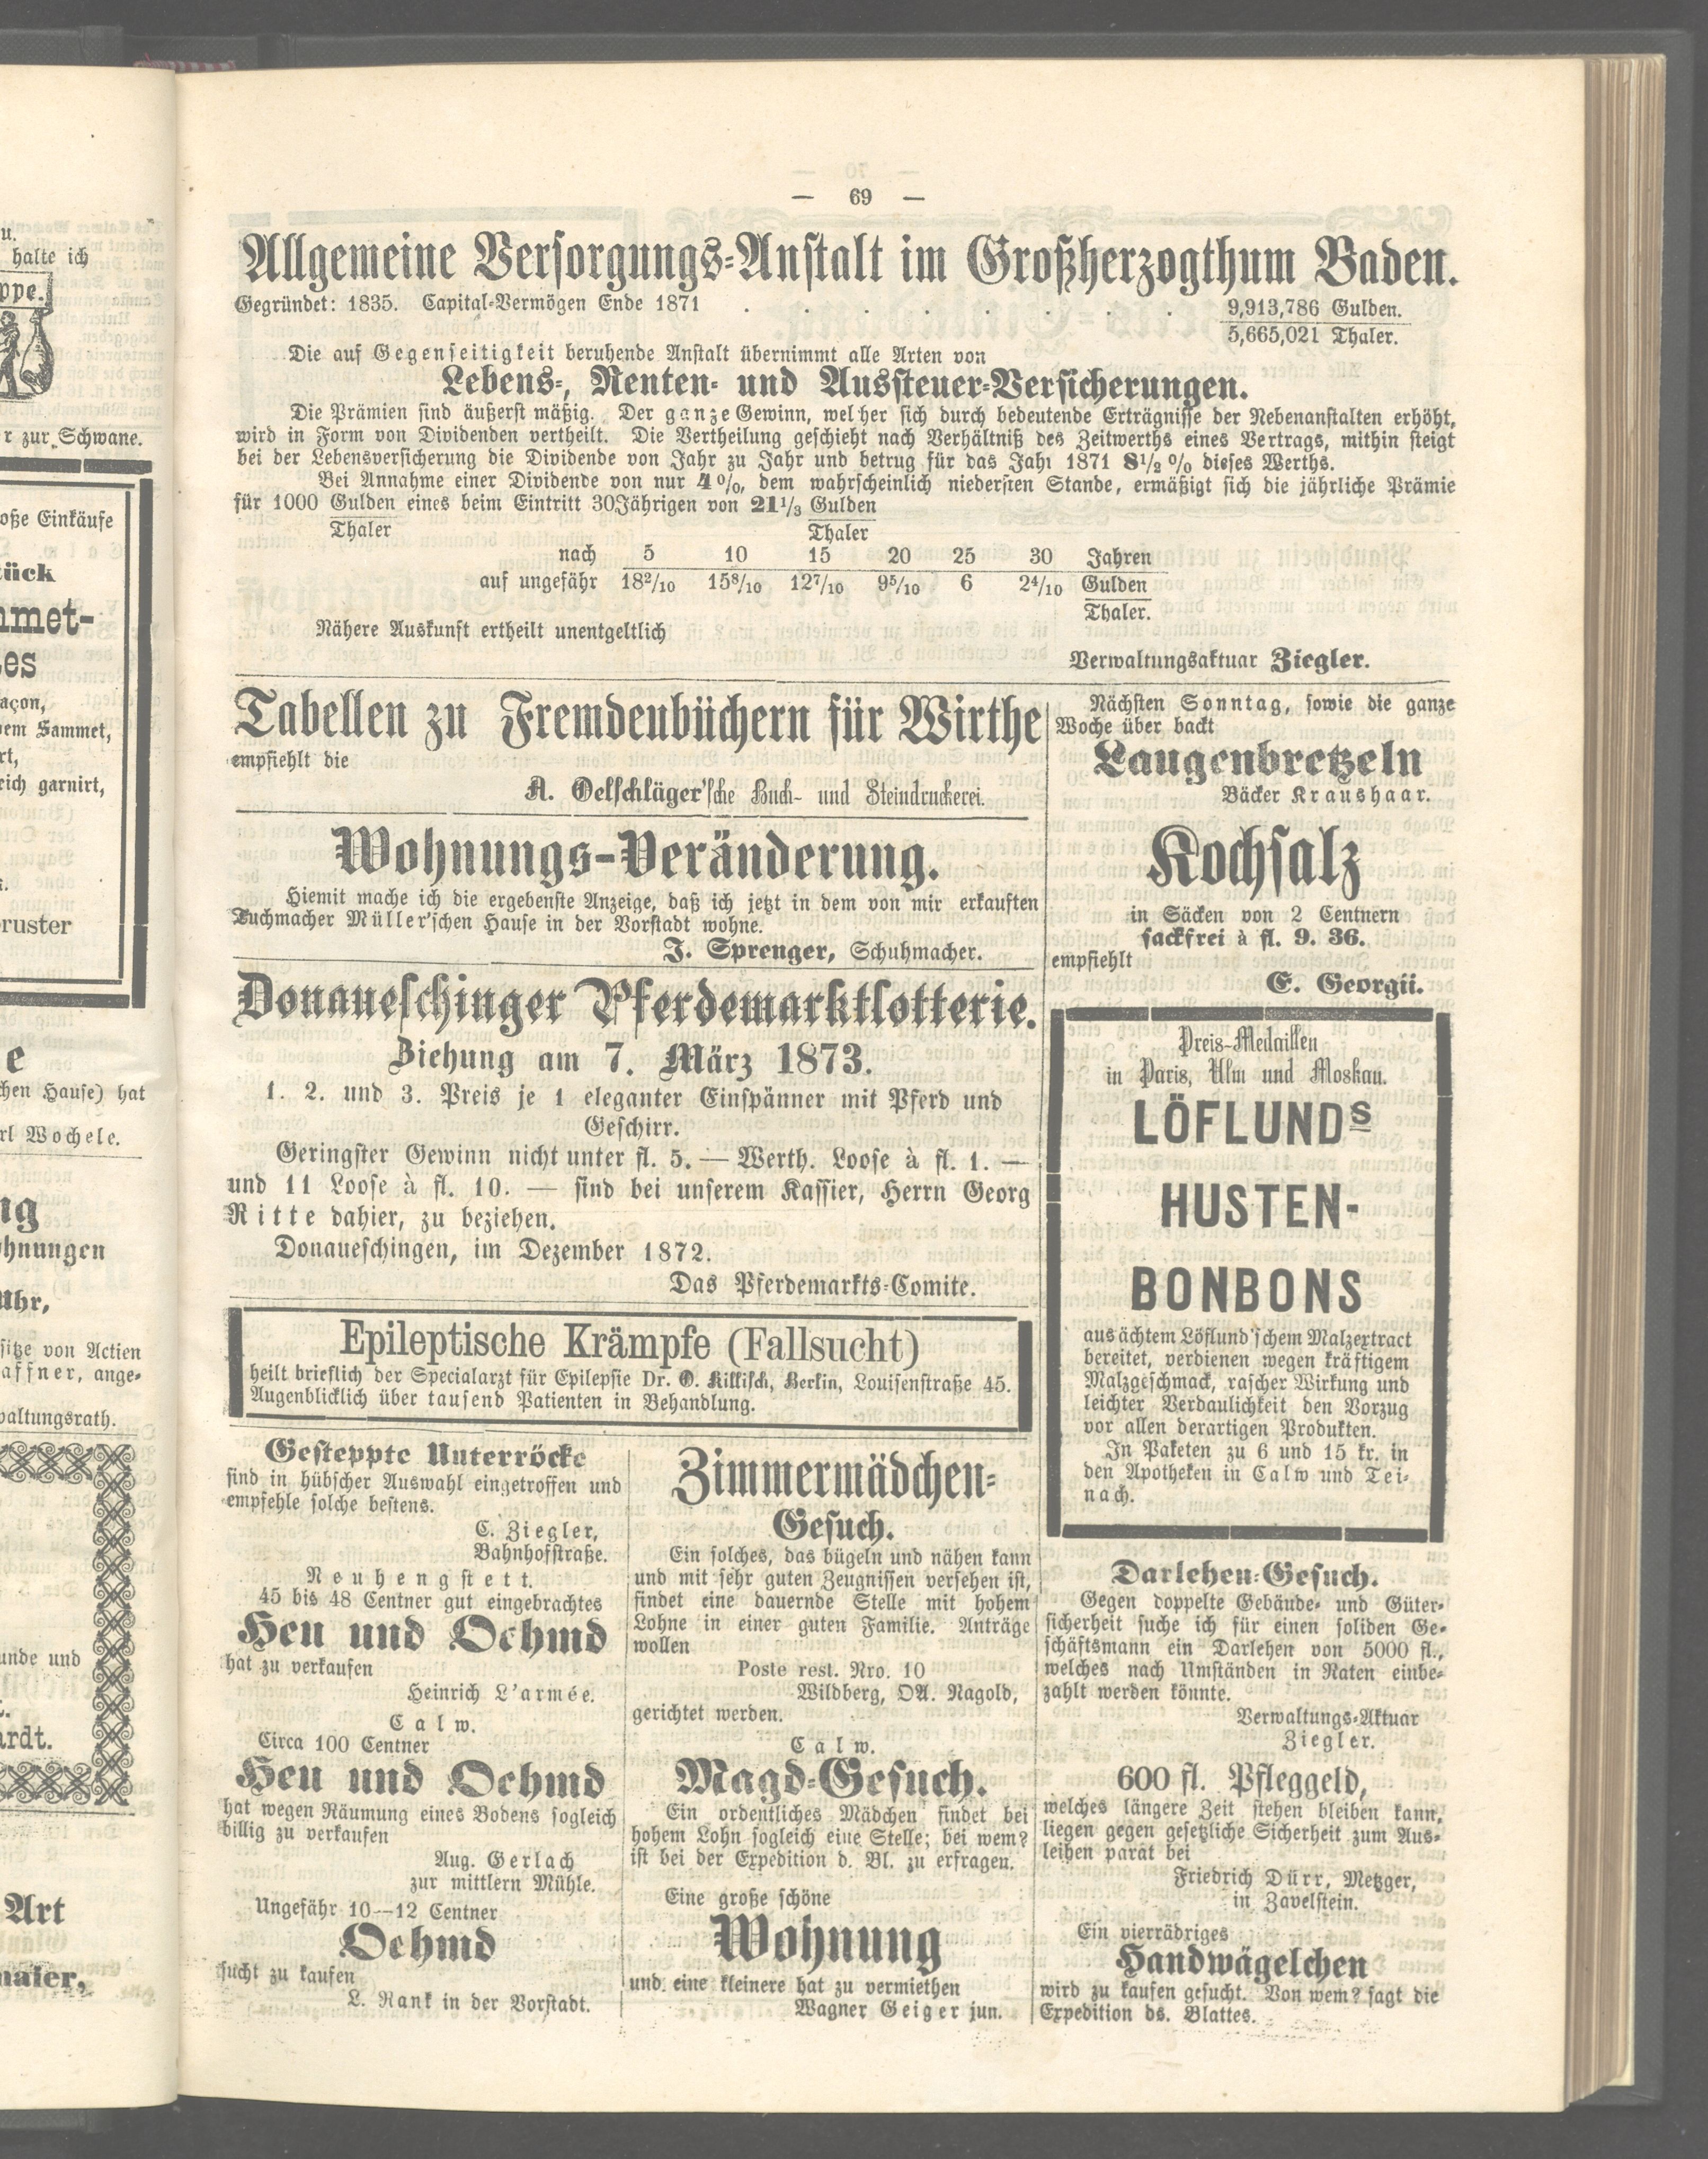 — 69 —
Allgemeine Versorgungs-Anstalt im Großherzogthum Baden.
Gegründet: 1835. Capital-Vermögen Ende 1871 . . . . . . . . 9,913,786 Gulden.
5,665,021 Thaler.
Die auf Gegenseitigkeit beruhende Anstalt übernimmt alle Arten von
Lebens-, Renten- und Aussteuer-Versicherungen.
Die Prämien sind äußerst mäßig. Der ganze Gewinn, welcher sich durch bedeutende Erträgnisse der Nebenanstalten erhöht,
wird in Form von Dividenden vertheilt. Die Vertheilung geschieht nach Verhältniß des Zeitwerths eines Vertrags, mithin steigt
bei der Lebensversicherung die Dividende von Jahr zu Jahr und betrug für das Jahr 1871 8 1/2 % dieses Werths.
Bei Annahme einer Dividende von nur 4 %, dem wahrscheinlich niedersten Stande, ermäßigt sich die jährliche Prämie
für 1000 Gulden eines beim Eintritt 30Jährigen von 21 1/3 Gulden
Thaler Thaler
nach 5 10 15 20 25 30 Jahren
auf ungefähr 18 2/10 15 8/10 12 7/10 9 5/10 6 2 4/10 Gulden
Thaler.
Nähere Auskunft ertheilt unentgeltlich
Verwaltungsaktuar Ziegler.
Tabellen zu Fremdenbüchern für Wirthe
empfiehlt die
A. Oelschläger'sche Buch- und Steindruckerei.
Wohnungs-Veränderung.
Hiemit mache ich die ergebenste Anzeige, daß ich jetzt in dem von mir erkauften
Tuchmacher Müller'schen Hause in der Vorstadt wohne.
J. Sprenger, Schuhmacher.
Donaueschinger Pferdemarktlotterie.
Ziehung am 7. März 1873.
1. 2. und 3. Preis je 1 eleganter Einspänner mit Pferd und
Geschirr.
Geringster Gewinn nicht unter fl. 5. — Werth. Loose à fl. 1. —
und 11 Loose à fl. 10. — sind bei unserem Kassier, Herrn Georg
Ritte dahier, zu beziehen.
Donaueschingen, im Dezember 1872.
Das Pferdemarkts-Comite.
Epileptische Krämpfe (Fallsucht)
heilt brieflich der Specialarzt für Epilepsie Dr. O. Killisch, Berlin, Louisenstraße 45.
Augenblicklich über tausend Patienten in Behandlung.
Gesteppte Unterröcke
sind in hübscher Auswahl eingetroffen und
empfehle solche bestens.
C. Ziegler,
Bahnhofstraße.
Neuhengstett.
45 bis 48 Centner gut eingebrachtes
Heu und Oehmd
hat zu verkaufen
Heinrich L'armée.
Calw.
Circa 100 Centner
Heu und Oehmd
hat wegen Räumung eines Bodens sogleich
billig zu verkaufen
Aug. Gerlach
zur mittlern Mühle.
Ungefähr 10—12 Centner
Oehmd
sucht zu kaufen
L. Rank in der Vorstadt.
Zimmermädchen-
Gesuch.
Ein solches, das bügeln und nähen kann
und mit sehr guten Zeugnissen versehen ist,
findet eine dauernde Stelle mit hohem
Lohne in einer guten Familie. Anträge
wollen
Poste rest. Nro. 10
Wildberg, OA. Nagold,
gerichtet werden.
Calw.
Magd-Gesuch.
Ein ordentliches Mädchen findet bei
hohem Lohn sogleich eine Stelle; bei wem?
ist bei der Expedition d. Bl. zu erfragen.
Eine große schöne
Wohnung
und eine kleinere hat zu vermiethen
Wagner Geiger jun.
Nächsten Sonntag, sowie die ganze
Woche über backt
Laugenbretzeln
Bäcker Kraushaar.
Kochsalz
in Säcken von 2 Centnern
sackfrei à fl. 9. 36.
empfiehlt
E. Georgii.
Preis-Medaillen
in Paris, Ulm und Moskau.
LÖFLUNDs
HUSTEN-
BONBONS
aus ächtem Löflund'schem Malzextract
bereitet, verdienen wegen kräftigem
Malzgeschmack, rascher Wirkung und
leichter Verdaulichkeit den Vorzug
vor allen derartigen Produkten.
In Paketen zu 6 und 15 kr. in
den Apotheken in Calw und Tei-
nach.
Darlehen-Gesuch.
Gegen doppelte Gebäude- und Güter-
sicherheit suche ich für einen soliden Ge-
schäftsmann ein Darlehen von 5000 fl.,
welches nach Umständen in Raten einbe-
zahlt werden könnte.
Verwaltungs-Aktuar
Ziegler.
600 fl. Pfleggeld,
welches längere Zeit stehen bleiben kann,
liegen gegen gesetzliche Sicherheit zum Aus-
leihen parat bei
Friedrich Dürr, Metzger,
in Zavelstein.
Ein vierrädriges
Handwägelchen
wird zu kaufen gesucht. Von wem? sagt die
Expedition ds. Blattes.